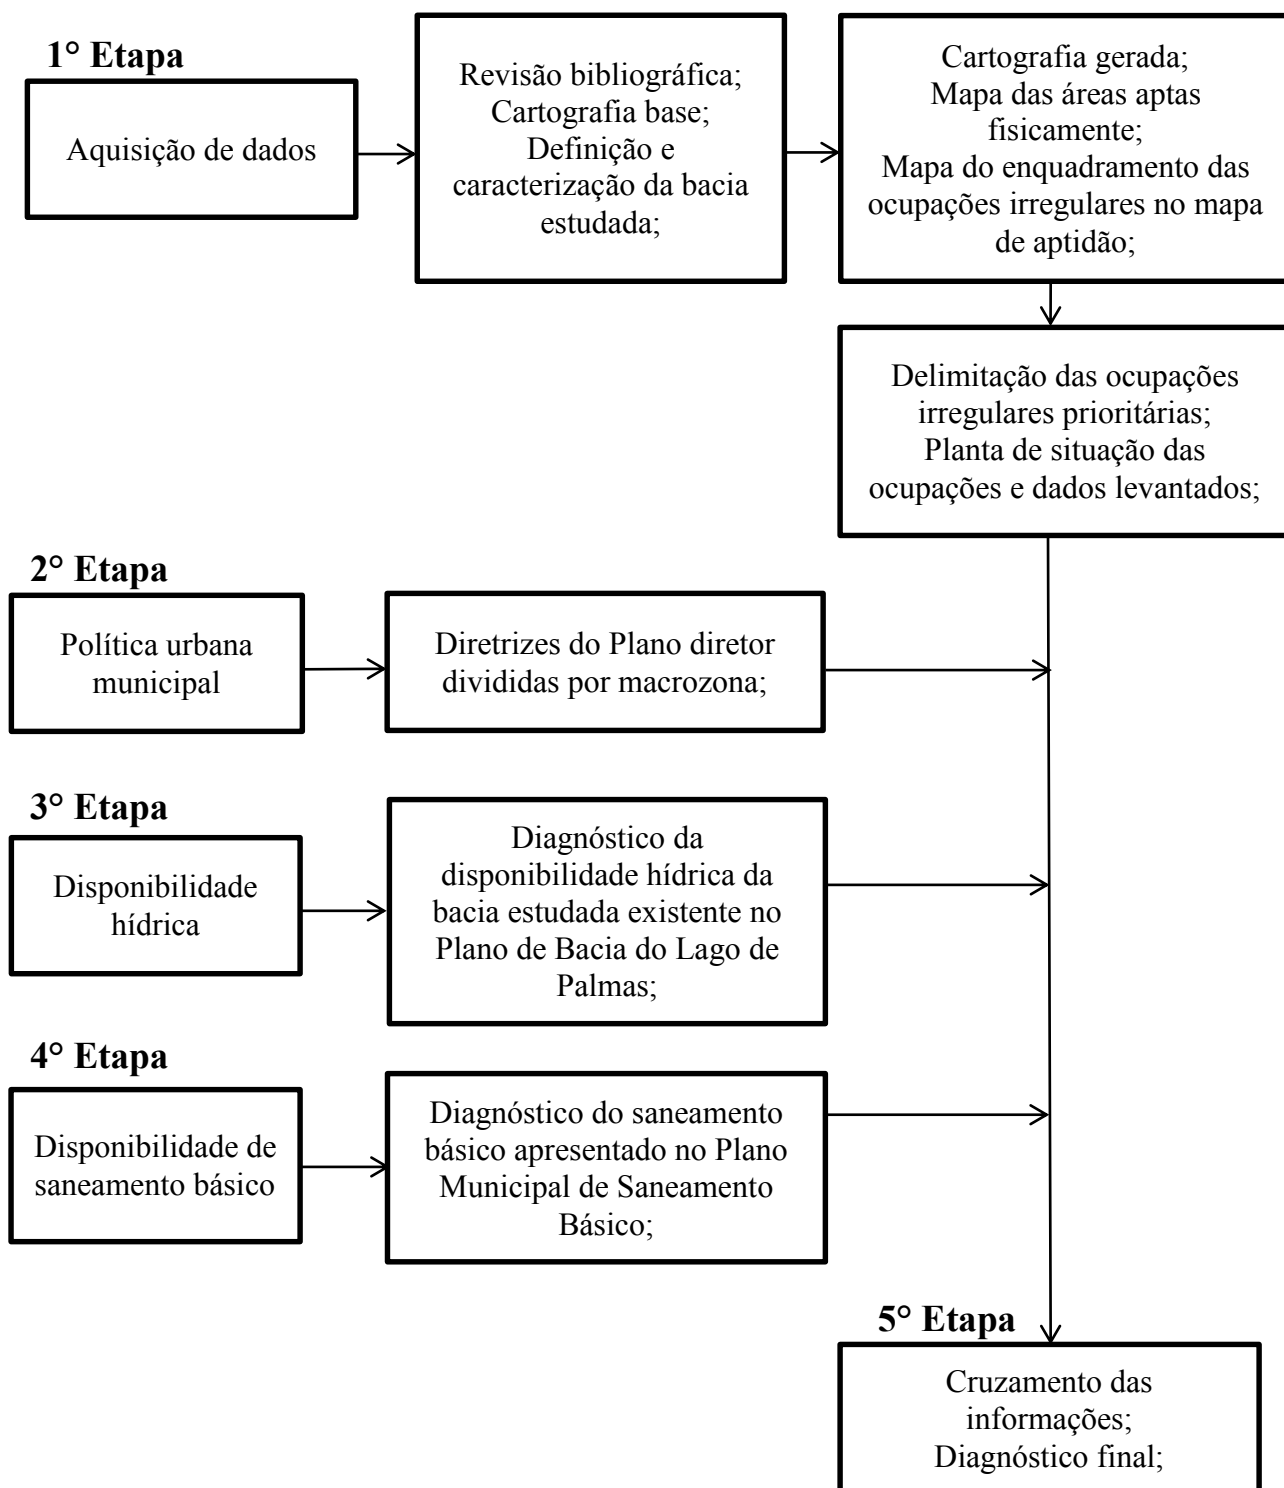 1° Etapa
Aquisição de dados
Revisão bibliográfica;
Cartografia base;
Definição e
caracterização da bacia
estudada;
Cartografia gerada;
Mapa das áreas aptas
fisicamente;
Mapa do enquadramento das
ocupações irregulares no mapa
de aptidão;
Delimitação das ocupações
irregulares prioritárias;
Planta de situação das
ocupações e dados levantados;
2° Etapa
Política urbana
municipal
Diretrizes do Plano diretor
divididas por macrozona;
3° Etapa
Disponibilidade
hídrica
Diagnóstico da
disponibilidade hídrica da
bacia estudada existente no
Plano de Bacia do Lago de
Palmas;
4° Etapa
Disponibilidade de
saneamento básico
Diagnóstico do saneamento
básico apresentado no Plano
Municipal de Saneamento
Básico;
5° Etapa
Cruzamento das
informações;
Diagnóstico final;